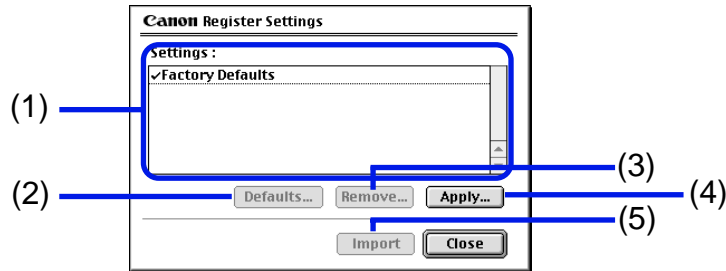 Canon Register Settings
Settings :
✓Factory Defaults
(1)
(3)
(2) Defaults... Remove... Apply... (4)
(5)
Import Close